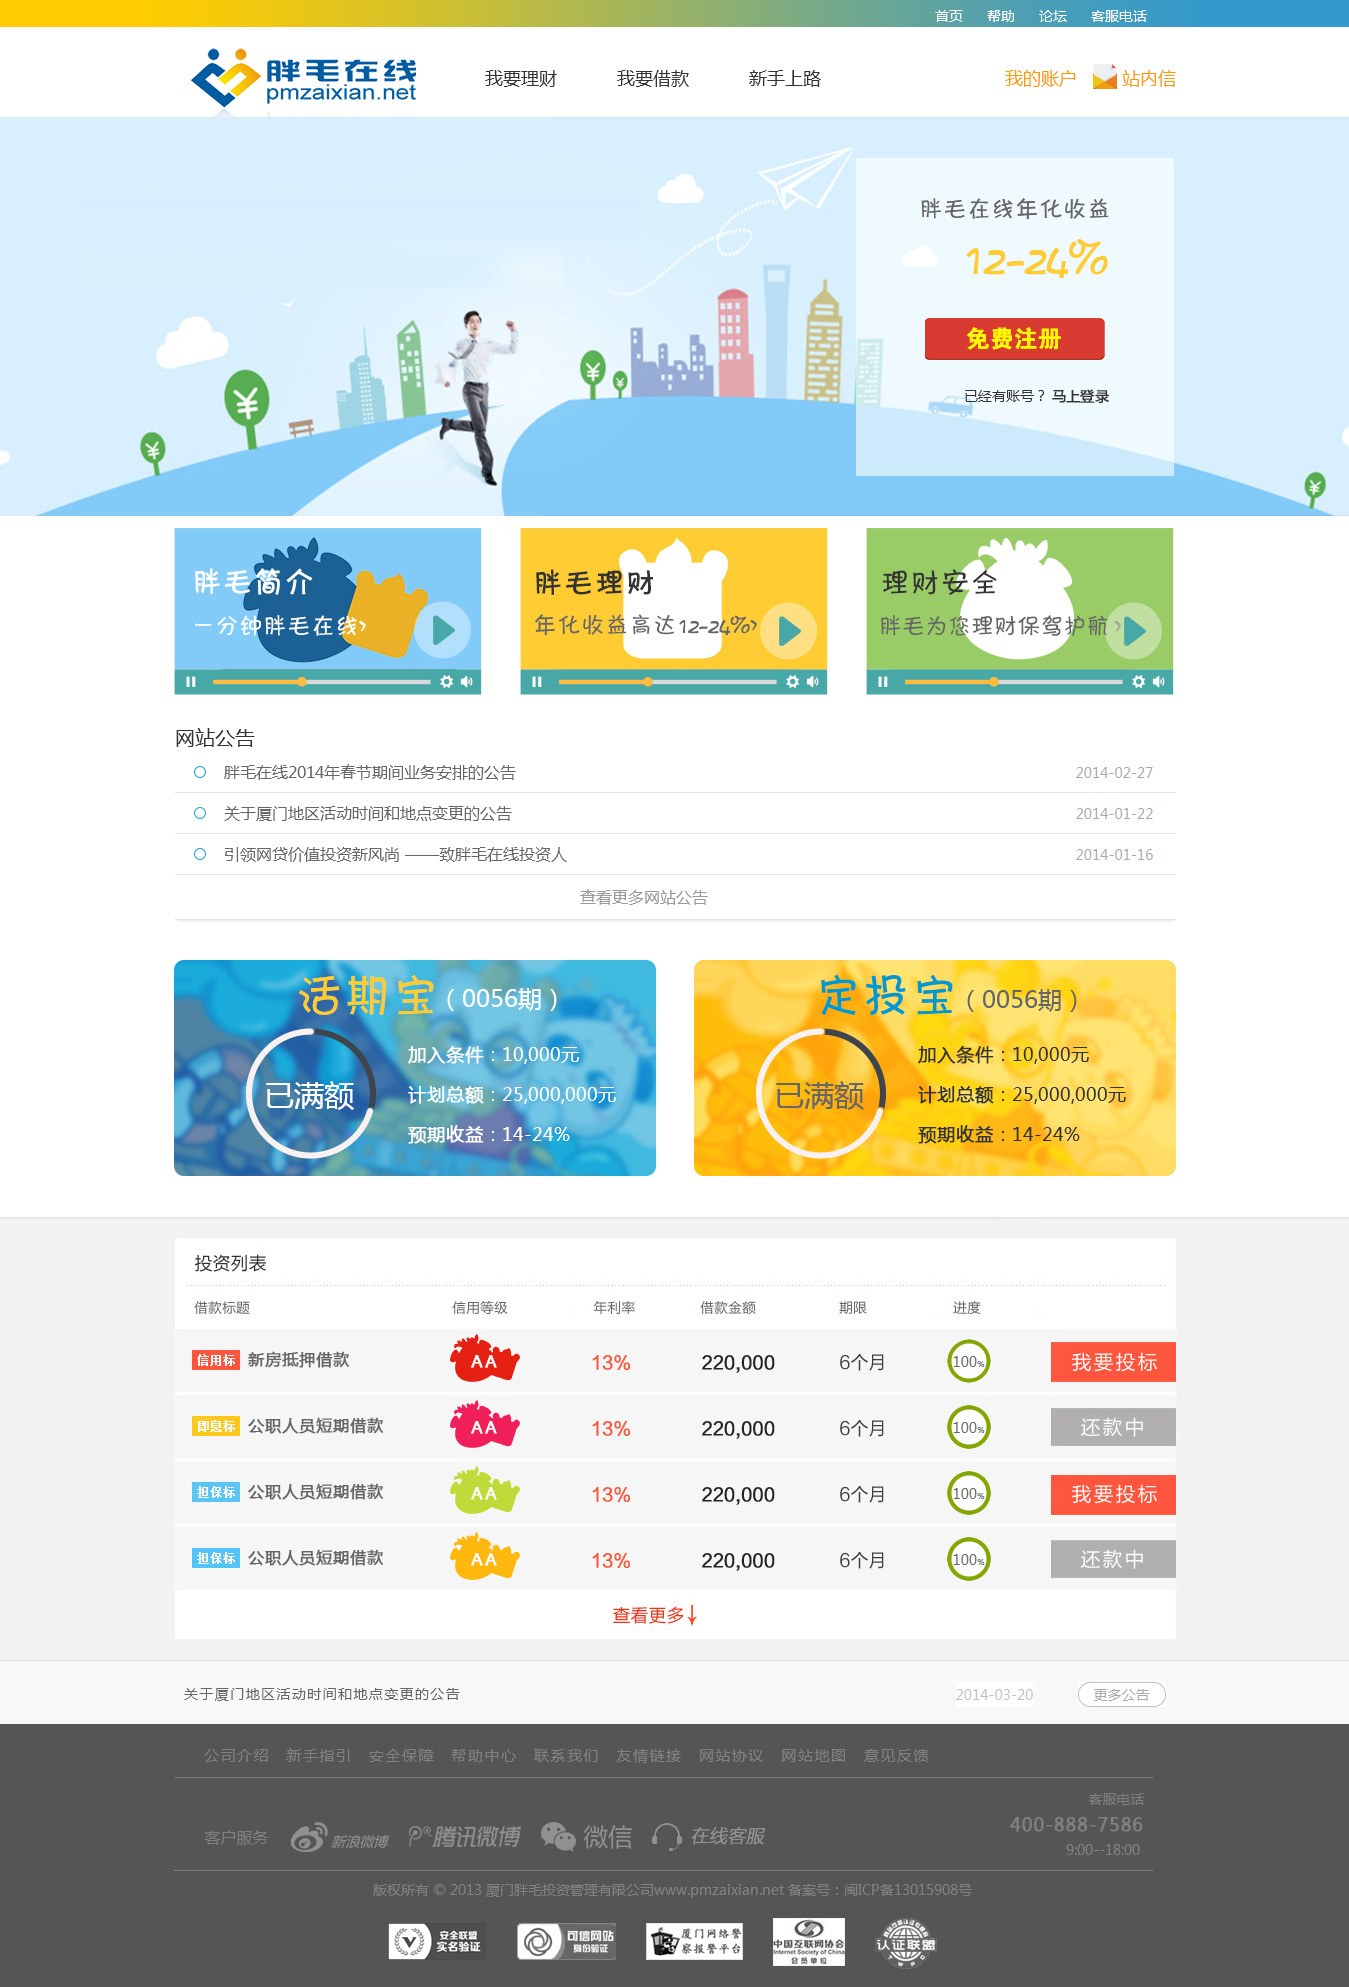 首页 帮助 论坛 客服电话
胖毛在线
pmzaixian.net
我要理财 我要借款 新手上路 我的账户 站内信
胖毛在线年化收益
12-24%
免费注册
已经有账号？ 马上登录
胖毛简介
一分钟胖毛在线>
胖毛理财
年化收益高达12-24%>
理财安全
胖毛为您理财保驾护航>
网站公告
胖毛在线2014年春节期间业务安排的公告 2014-02-27
关于厦门地区活动时间和地点变更的公告 2014-01-22
引领网贷价值投资新风尚 ——致胖毛在线投资人 2014-01-16
查看更多网站公告
活期宝（0056期）
已满额
加入条件：10,000元
计划总额：25,000,000元
预期收益：14-24%
定投宝（0056期）
已满额
加入条件：10,000元
计划总额：25,000,000元
预期收益：14-24%
投资列表
借款标题 信用等级 年利率 借款金额 期限 进度
信用标 新房抵押借款 AA 13% 220,000 6个月 100% 我要投标
即息标 公职人员短期借款 AA 13% 220,000 6个月 100% 还款中
担保标 公职人员短期借款 AA 13% 220,000 6个月 100% 我要投标
担保标 公职人员短期借款 AA 13% 220,000 6个月 100% 还款中
查看更多↓
关于厦门地区活动时间和地点变更的公告 2014-03-20 更多公告
公司介绍 新手指引 安全保障 帮助中心 联系我们 友情链接 网站协议 网站地图 意见反馈
客户服务 新浪微博 腾讯微博 微信 在线客服
客服电话
400-888-7586
9:00--18:00
版权所有 © 2013 厦门胖毛投资管理有限公司www.pmzaixian.net 备案号：闽ICP备13015908号
安全联盟
实名验证
可信网站
身份验证
厦门网络警
察报警平台
中国互联网协会
Internet Society of China
会员单位
认证联盟